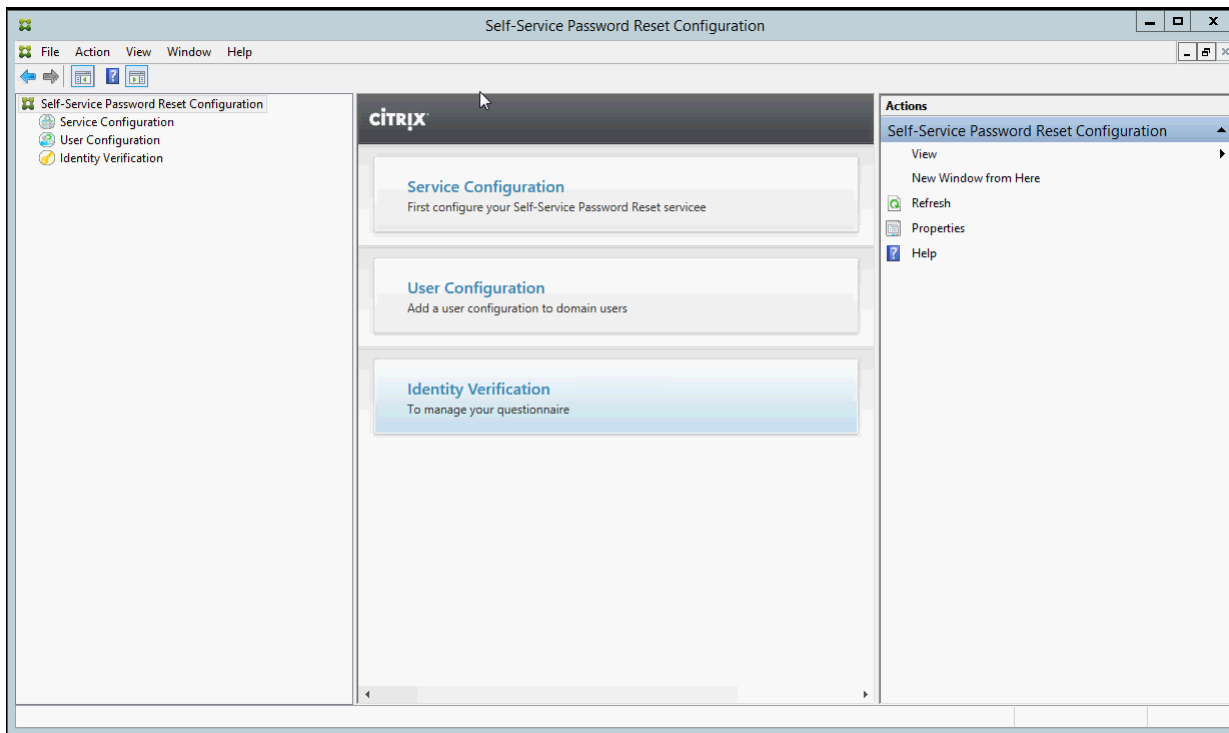 Self-Service Password Reset Configuration
File Action View Window Help
Self-Service Password Reset Configuration
Service Configuration
User Configuration
Identity Verification
CITRIX
Service Configuration
First configure your Self-Service Password Reset servicee
User Configuration
Add a user configuration to domain users
Identity Verification
To manage your questionnaire
Actions
Self-Service Password Reset Configuration
View
New Window from Here
Refresh
Properties
Help